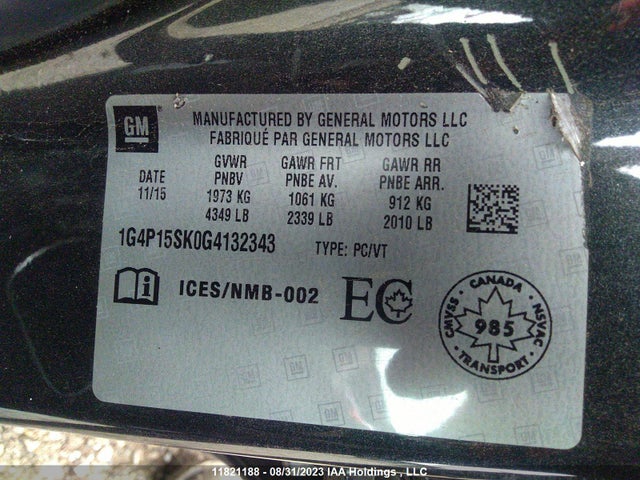 GM
MANUFACTURED BY GENERAL MOTORS LLC
FABRIQUÉ PAR GENERAL MOTORS LLC
DATE
11/15
GVWR
PNBV
1973 KG
4349 LB
GAWR FRT
PNBE AV.
1061 KG
2339 LB
GAWR RR
PNBE ARR.
912 KG
2010 LB
1G4P15SK0G4132343 TYPE: PC/VT
i ICES/NMB-002 EC
CANADA
CMVSS
NSVAC
985
TRANSPORT
11821188 - 08/31/2023 IAA Holdings , LLC